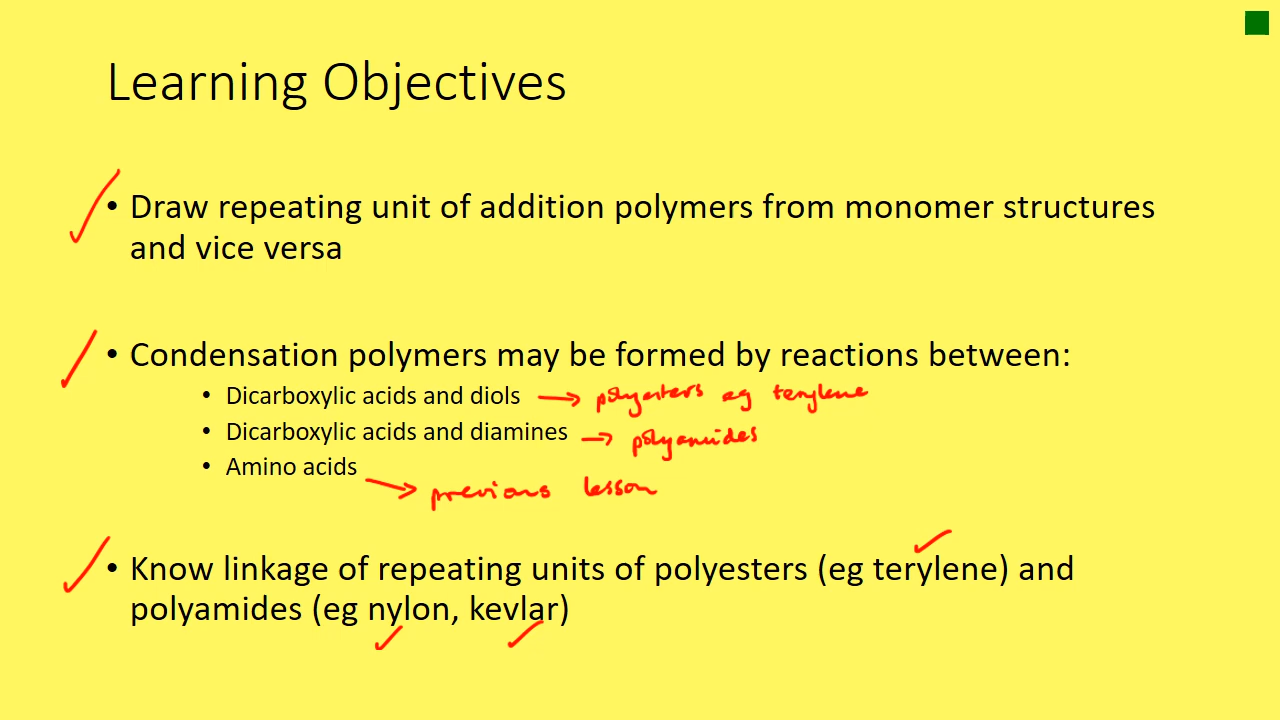 Learning Objectives
• Draw repeating unit of addition polymers from monomer structures
and vice versa
• Condensation polymers may be formed by reactions between:
• Dicarboxylic acids and diols → polyesters eg terylene
• Dicarboxylic acids and diamines → polyamides
• Amino acids
→ previous lesson
• Know linkage of repeating units of polyesters (eg terylene) and
polyamides (eg nylon, kevlar)